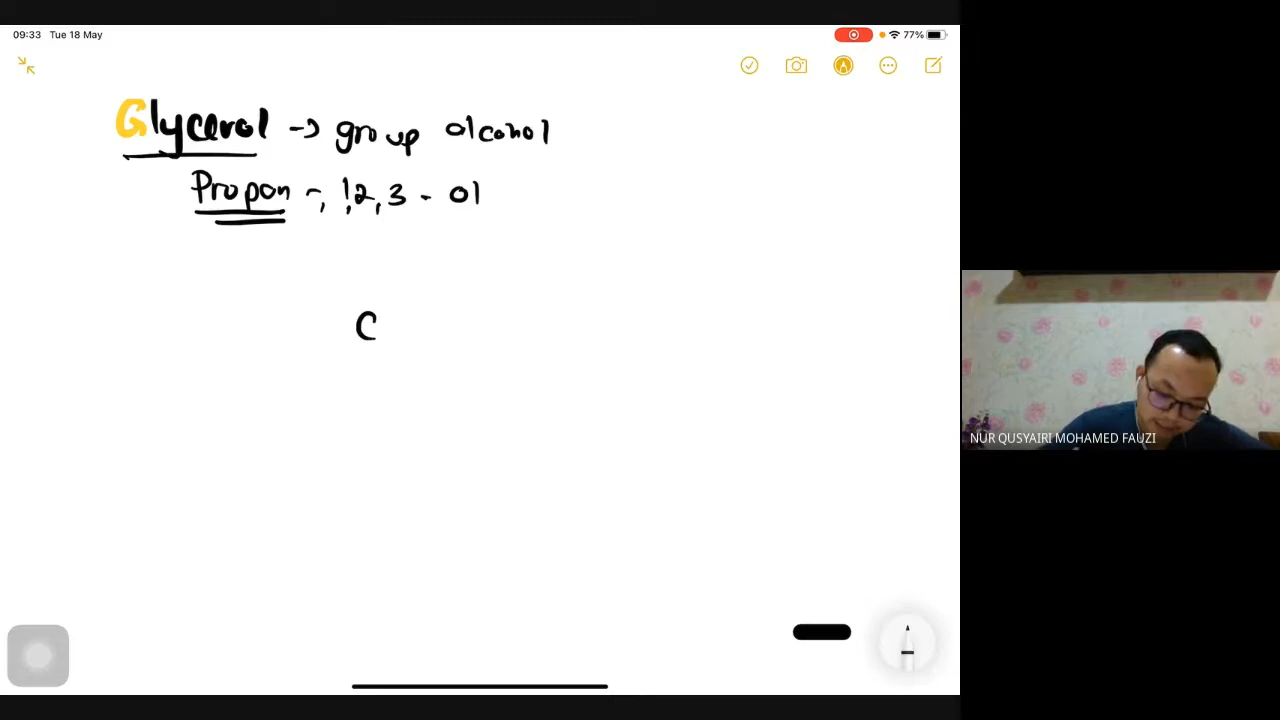 09:33 Tue 18 May
77%
Glycerol -> group alcohol
Propan -, 1,2,3 - ol
C
NUR QUSYAIRI MOHAMED FAUZI